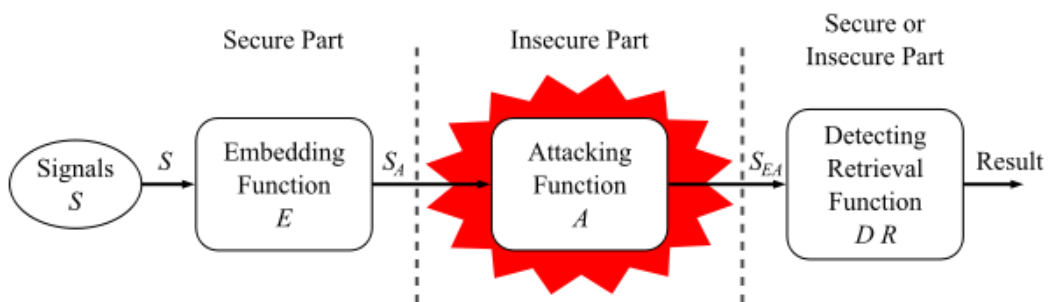 Secure Part
Insecure Part
Secure or
Insecure Part
Signals
S
S
Embedding
Function
E
S_A
Attacking
Function
A
S_EA
Detecting
Retrieval
Function
D R
Result